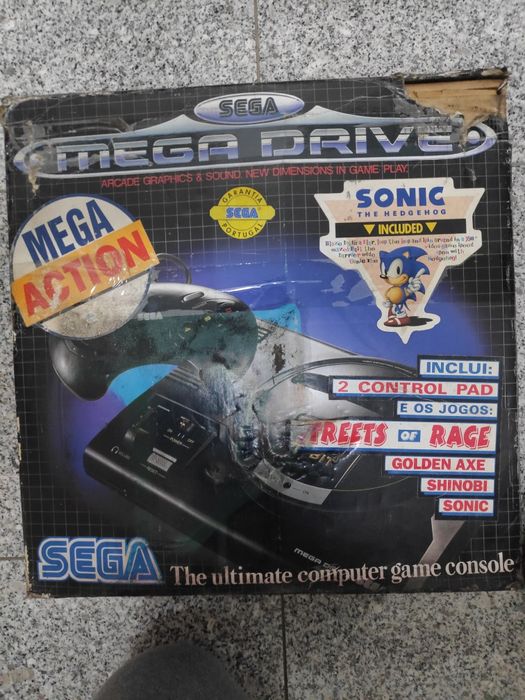 SEGA
MEGA DRIVE
ARCADE GRAPHICS & SOUND. NEW DIMENSIONS IN GAME PLAY.
GARANTIA
SEGA
PORTUGAL
MEGA
ACTION
SONIC
THE HEDGEHOG
INCLUDED
INCLUI:
2 CONTROL PAD
E OS JOGOS:
STREETS OF RAGE
GOLDEN AXE
SHINOBI
SONIC
SEGA
The ultimate computer game console